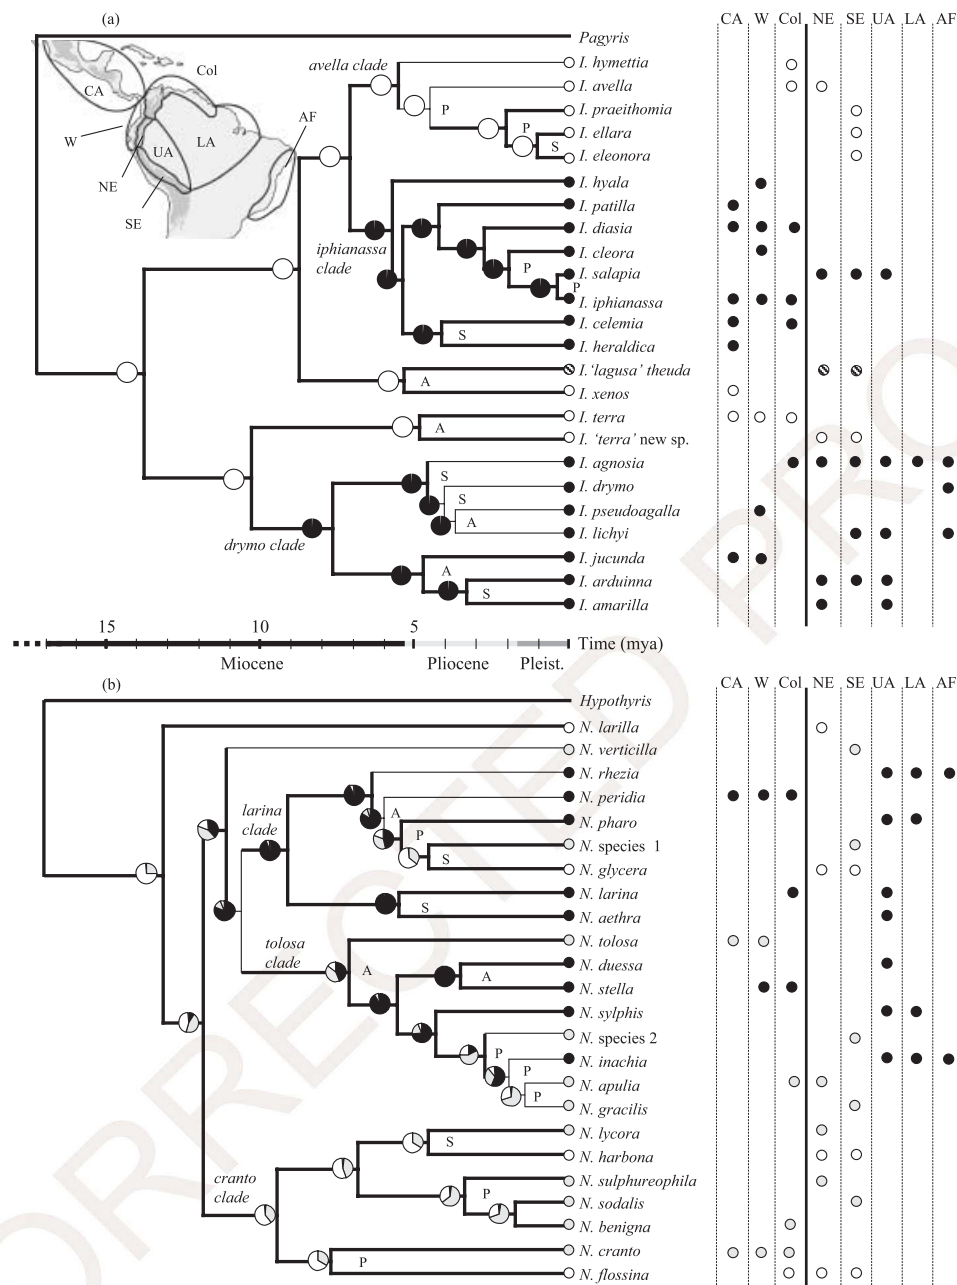 (a)
CA W Col NE SE UA LA AF
Pagyris
avella clade
I. hymettia
Col
CA
I. avella
P
I. praeithomia
AF
W
LA
P
I. ellara
UA
S
I. eleonora
NE
I. hyala
SE
I. patilla
I. diasia
iphianassa
clade
I. cleora
P
I. salapia
P
I. iphianassa
I. celemia
S
I. heraldica
I. 'lagusa' theuda
A
I. xenos
I. terra
A
I. 'terra' new sp.
I. agnosia
S
I. drymo
S
I. pseudoagalla
A
I. lichyi
drymo clade
I. jucunda
A
I. arduinna
S
I. amarilla
15 10 5
Time (mya)
Miocene Pliocene Pleist.
(b)
CA W Col NE SE UA LA AF
Hypothyris
N. larilla
N. verticilla
N. rhezia
N. peridia
larina
clade
A
N. pharo
P
N. species 1
S
N. glycera
N. larina
S
N. aethra
tolosa
clade
N. tolosa
A
N. duessa
A
N. stella
N. sylphis
N. species 2
P
N. inachia
P
N. apulia
P
N. gracilis
N. lycora
S
N. harbona
cranto
clade
N. sulphureophila
P
N. sodalis
N. benigna
N. cranto
P
N. flossina
ORRECTED PRO